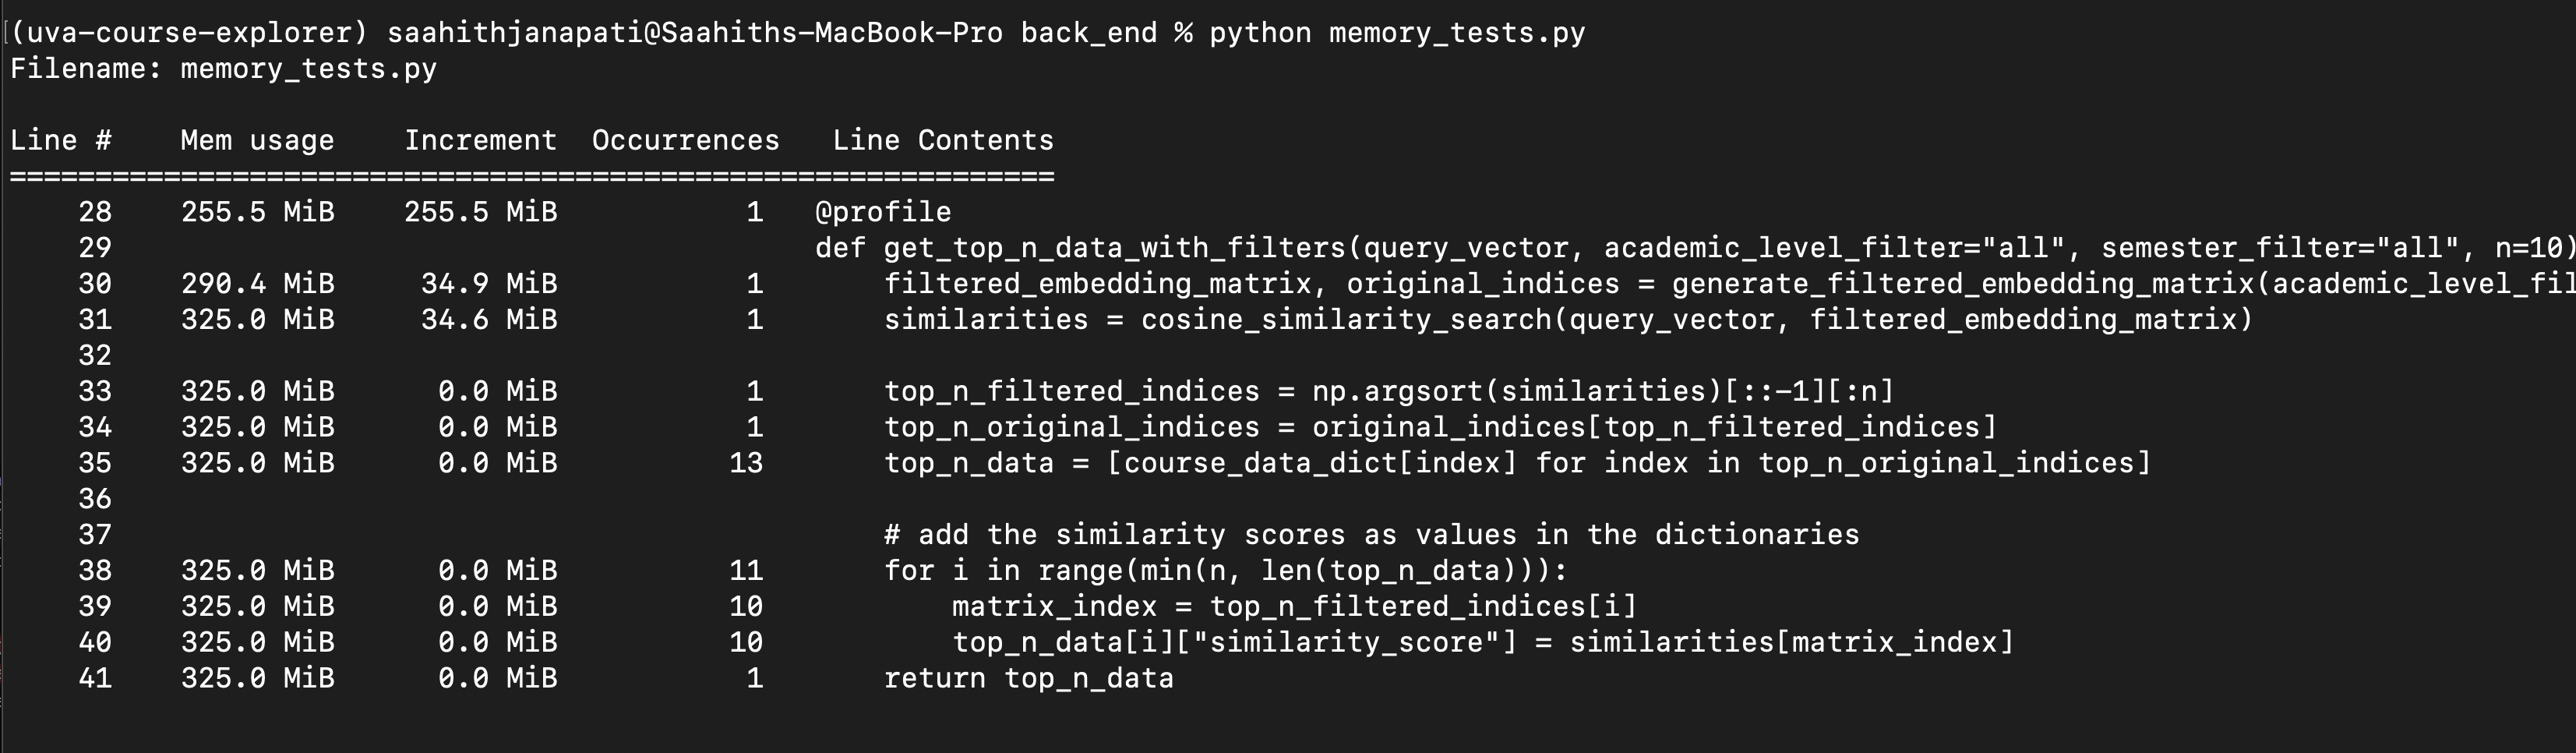 (uva-course-explorer) saahithjanapati@Saahiths-MacBook-Pro back_end % python memory_tests.py
Filename: memory_tests.py
Line #    Mem usage    Increment  Occurrences   Line Contents
=============================================================
    28    255.5 MiB    255.5 MiB           1   @profile
    29                                         def get_top_n_data_with_filters(query_vector, academic_level_filter="all", semester_filter="all", n=10)
    30    290.4 MiB     34.9 MiB           1       filtered_embedding_matrix, original_indices = generate_filtered_embedding_matrix(academic_level_fil
    31    325.0 MiB     34.6 MiB           1       similarities = cosine_similarity_search(query_vector, filtered_embedding_matrix)
    32
    33    325.0 MiB      0.0 MiB           1       top_n_filtered_indices = np.argsort(similarities)[::-1][:n]
    34    325.0 MiB      0.0 MiB           1       top_n_original_indices = original_indices[top_n_filtered_indices]
    35    325.0 MiB      0.0 MiB          13       top_n_data = [course_data_dict[index] for index in top_n_original_indices]
    36
    37                                             # add the similarity scores as values in the dictionaries
    38    325.0 MiB      0.0 MiB          11       for i in range(min(n, len(top_n_data))):
    39    325.0 MiB      0.0 MiB          10           matrix_index = top_n_filtered_indices[i]
    40    325.0 MiB      0.0 MiB          10           top_n_data[i]["similarity_score"] = similarities[matrix_index]
    41    325.0 MiB      0.0 MiB           1       return top_n_data